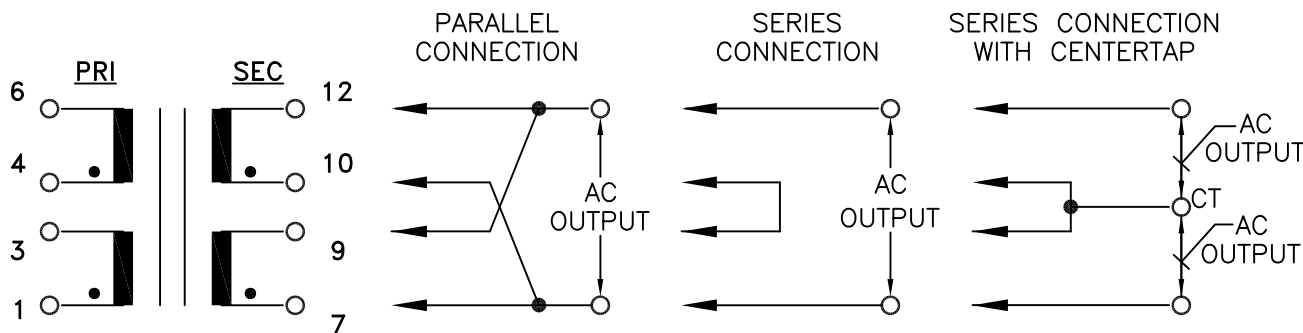 PARALLEL
CONNECTION
SERIES
CONNECTION
SERIES CONNECTION
WITH CENTERTAP
PRI
SEC
6
4
3
1
12
10
9
7
AC
OUTPUT
AC
OUTPUT
AC
OUTPUT
CT
AC
OUTPUT